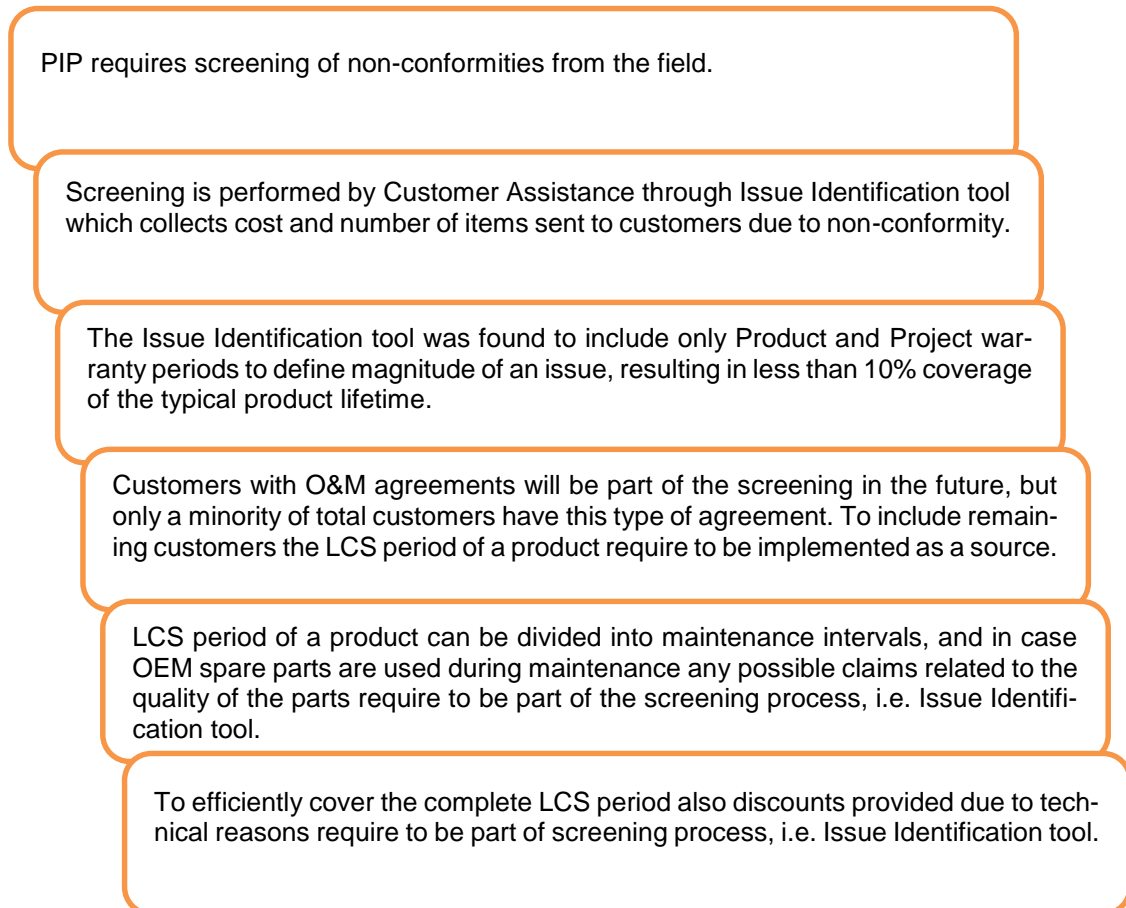 PIP requires screening of non-conformities from the field.
Screening is performed by Customer Assistance through Issue Identification tool
which collects cost and number of items sent to customers due to non-conformity.
The Issue Identification tool was found to include only Product and Project war-
ranty periods to define magnitude of an issue, resulting in less than 10% coverage
of the typical product lifetime.
Customers with O&M agreements will be part of the screening in the future, but
only a minority of total customers have this type of agreement. To include remain-
ing customers the LCS period of a product require to be implemented as a source.
LCS period of a product can be divided into maintenance intervals, and in case
OEM spare parts are used during maintenance any possible claims related to the
quality of the parts require to be part of the screening process, i.e. Issue Identifi-
cation tool.
To efficiently cover the complete LCS period also discounts provided due to tech-
nical reasons require to be part of screening process, i.e. Issue Identification tool.